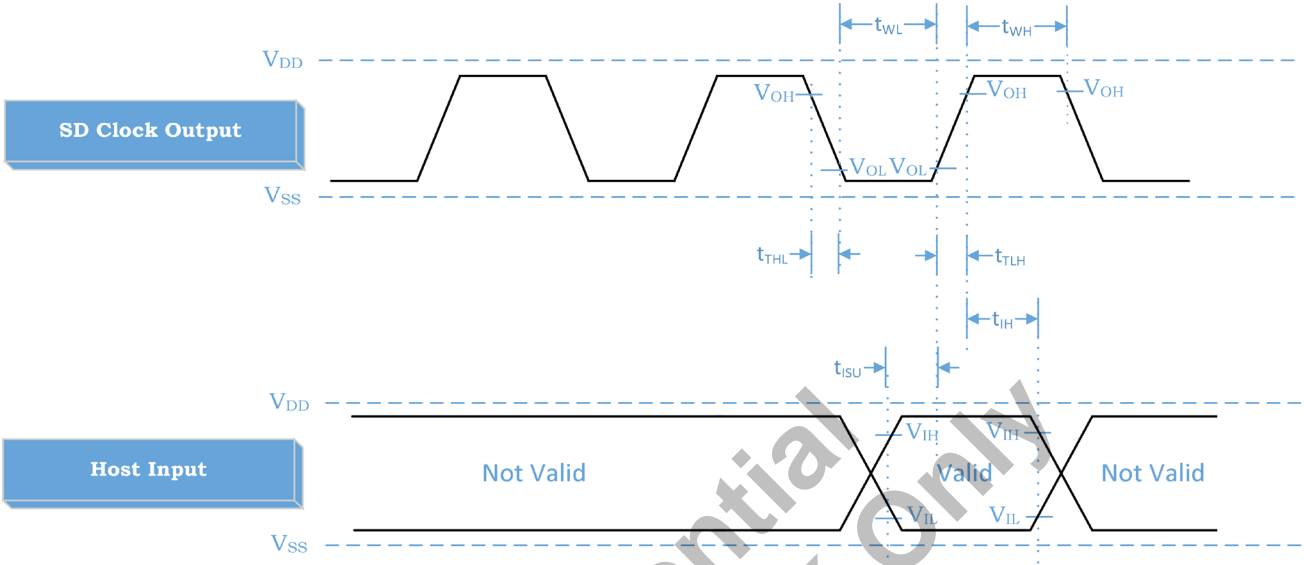 tWL
tWH
VDD
VOH
VOH
VOH
SD Clock Output
VOL VOL
VSS
tTHL
tTLH
tIH
tISU
VDD
VIH
VIH
Host Input
Not Valid
Valid
Not Valid
VIL
VIL
VSS
Only